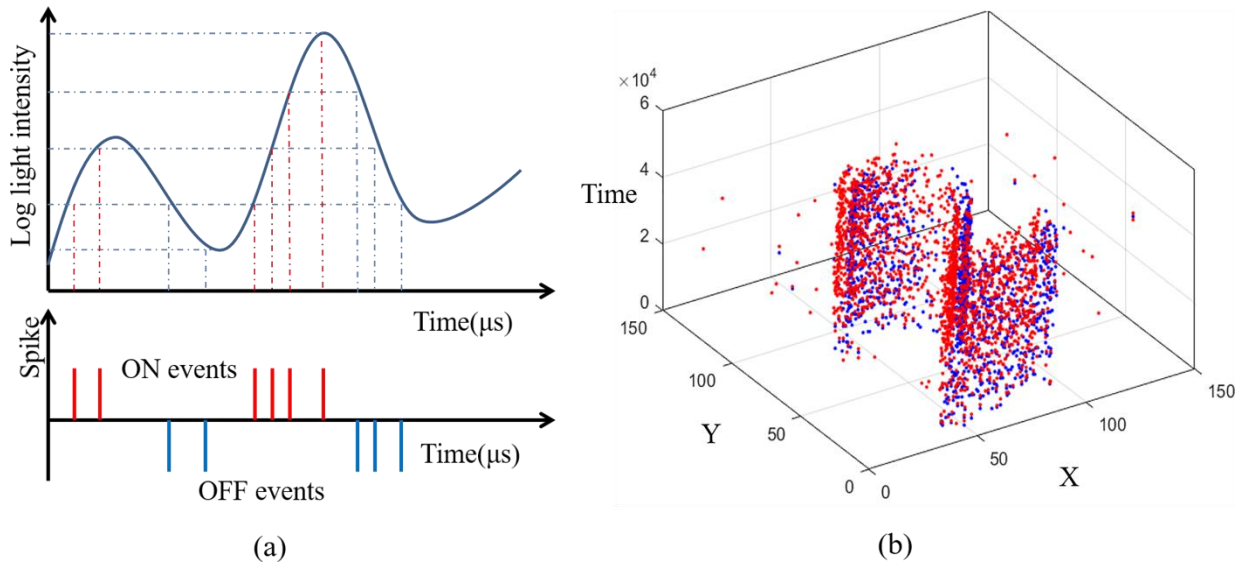 Log light intensity
Time(μs)
Spike
ON events
Time(μs)
OFF events
(a)
×10⁴
6
4
Time
2
0
150
100
Y
50
0
0
50
X
100
150
(b)